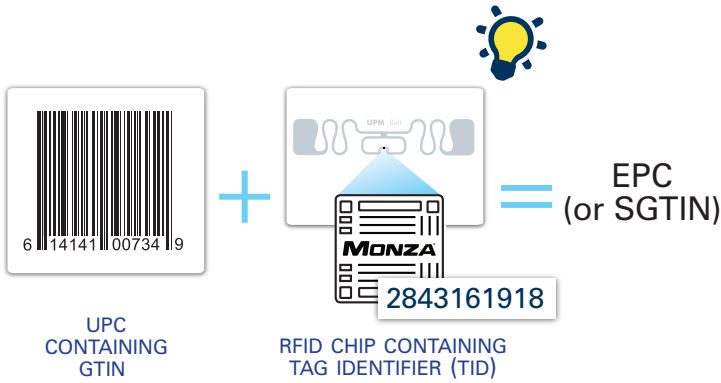 UPM Belt
6 14141 00734 9
MONZA
2843161918
EPC
(or SGTIN)
UPC
CONTAINING
GTIN
RFID CHIP CONTAINING
TAG IDENTIFIER (TID)